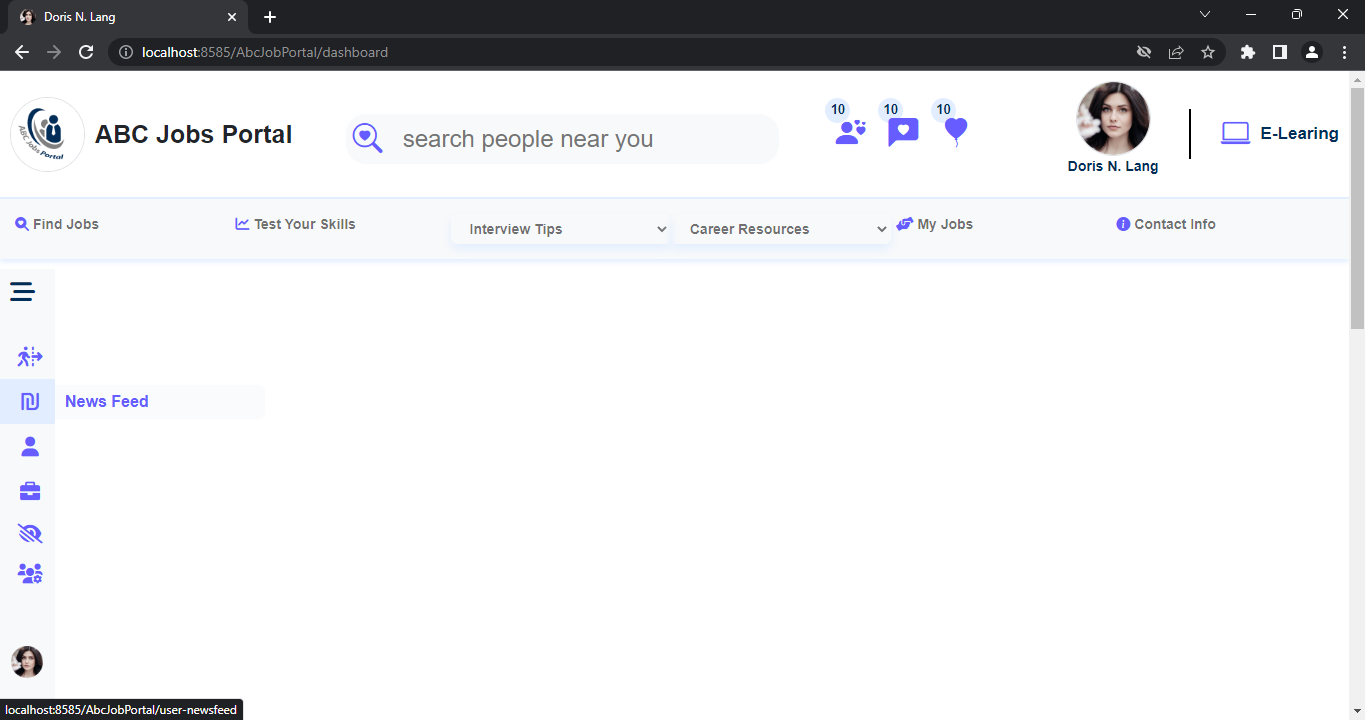 Doris N. Lang
localhost:8585/AbcJobPortal/dashboard
ABC Jobs Portal
ABC Jobs Portal
search people near you
10
10
10
Doris N. Lang
E-Learing
Find Jobs
Test Your Skills
Interview Tips
Career Resources
My Jobs
Contact Info
News Feed
localhost:8585/AbcJobPortal/user-newsfeed